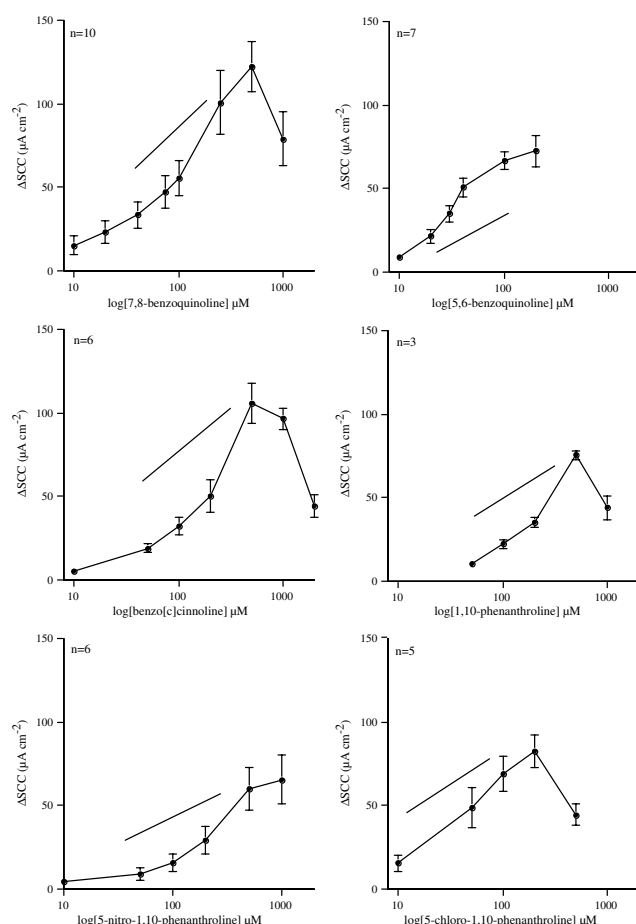 n=10
150
100
50
0
ΔSCC (µA cm⁻²)
10
100
1000
log[7,8-benzoquinoline] µM
n=7
150
100
50
0
ΔSCC (µA cm⁻²)
10
100
1000
log[5,6-benzoquinoline] µM
n=6
150
100
50
0
ΔSCC (µA cm⁻²)
10
100
1000
log[benzo[c]cinnoline] µM
n=3
150
100
50
0
ΔSCC (µA cm⁻²)
10
100
1000
log[1,10-phenanthroline] µM
n=6
150
100
50
0
ΔSCC (µA cm⁻²)
10
100
1000
log[5-nitro-1,10-phenanthroline] µM
n=5
150
100
50
0
ΔSCC (µA cm⁻²)
10
100
1000
log[5-chloro-1,10-phenanthroline] µM